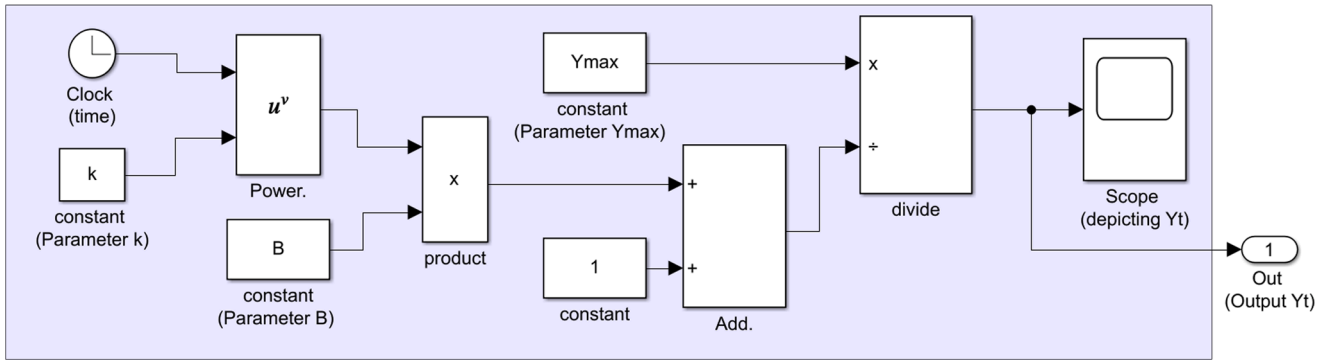 Clock
(time)
k
constant
(Parameter k)
u^v
Power.
B
constant
(Parameter B)
x
product
Ymax
constant
(Parameter Ymax)
1
constant
+
+
Add.
x
÷
divide
Scope
(depicting Yt)
1
Out
(Output Yt)